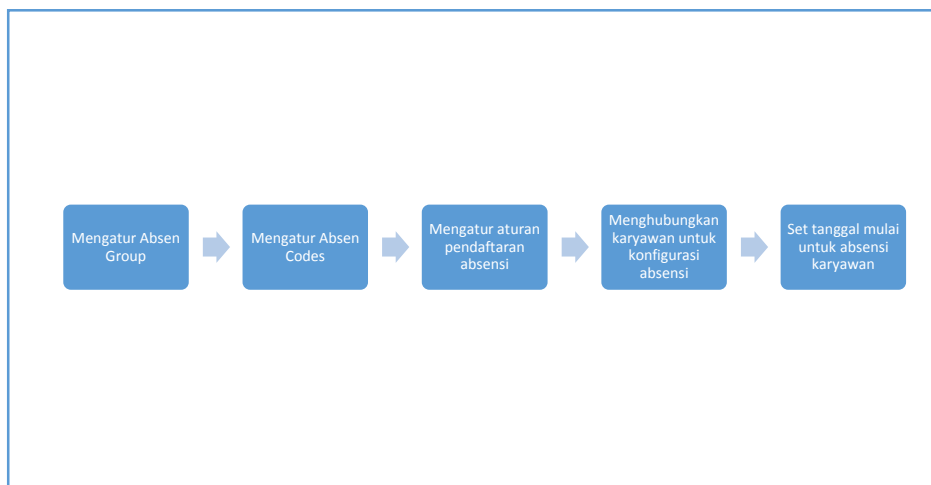 Mengatur Absen
Group
Mengatur Absen
Codes
Mengatur aturan
pendaftaran
absensi
Menghubungkan
karyawan untuk
konfigurasi
absensi
Set tanggal mulai
untuk absensi
karyawan